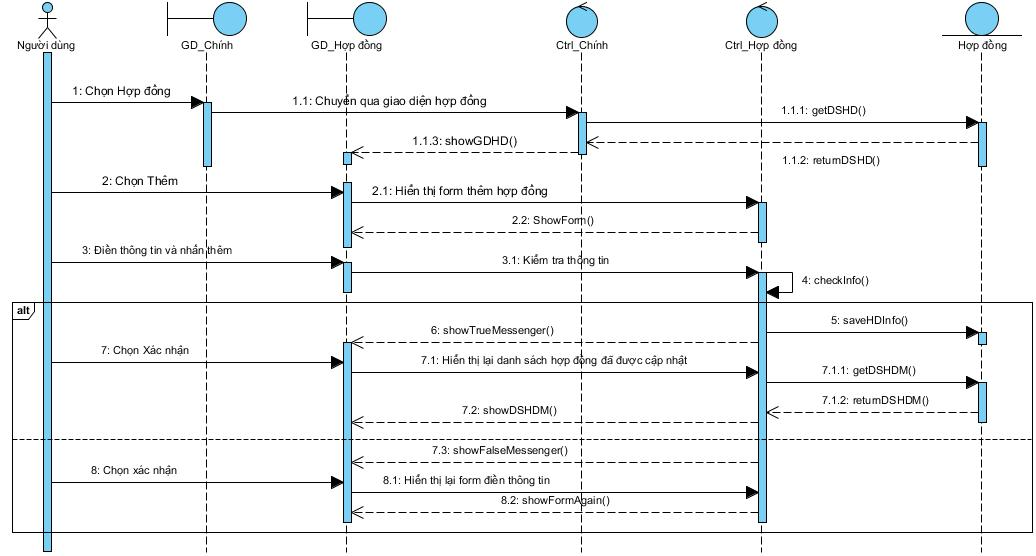 Người dùng
GD_Chính
GD_Hợp đồng
Ctrl_Chính
Ctrl_Hợp đồng
Hợp đồng
1: Chọn Hợp đồng
1.1: Chuyển qua giao diện hợp đồng
1.1.1: getDSHD()
1.1.3: showGDHD()
1.1.2: returnDSHD()
2: Chọn Thêm
2.1: Hiển thị form thêm hợp đồng
2.2: ShowForm()
3: Điền thông tin và nhấn thêm
3.1: Kiểm tra thông tin
4: checkInfo()
alt
5: saveHDInfo()
6: showTrueMessenger()
7: Chọn Xác nhận
7.1: Hiển thị lại danh sách hợp đồng đã được cập nhật
7.1.1: getDSHDM()
7.1.2: returnDSHDM()
7.2: showDSHDM()
7.3: showFalseMessenger()
8: Chọn xác nhận
8.1: Hiển thị lại form điền thông tin
8.2: showFormAgain()